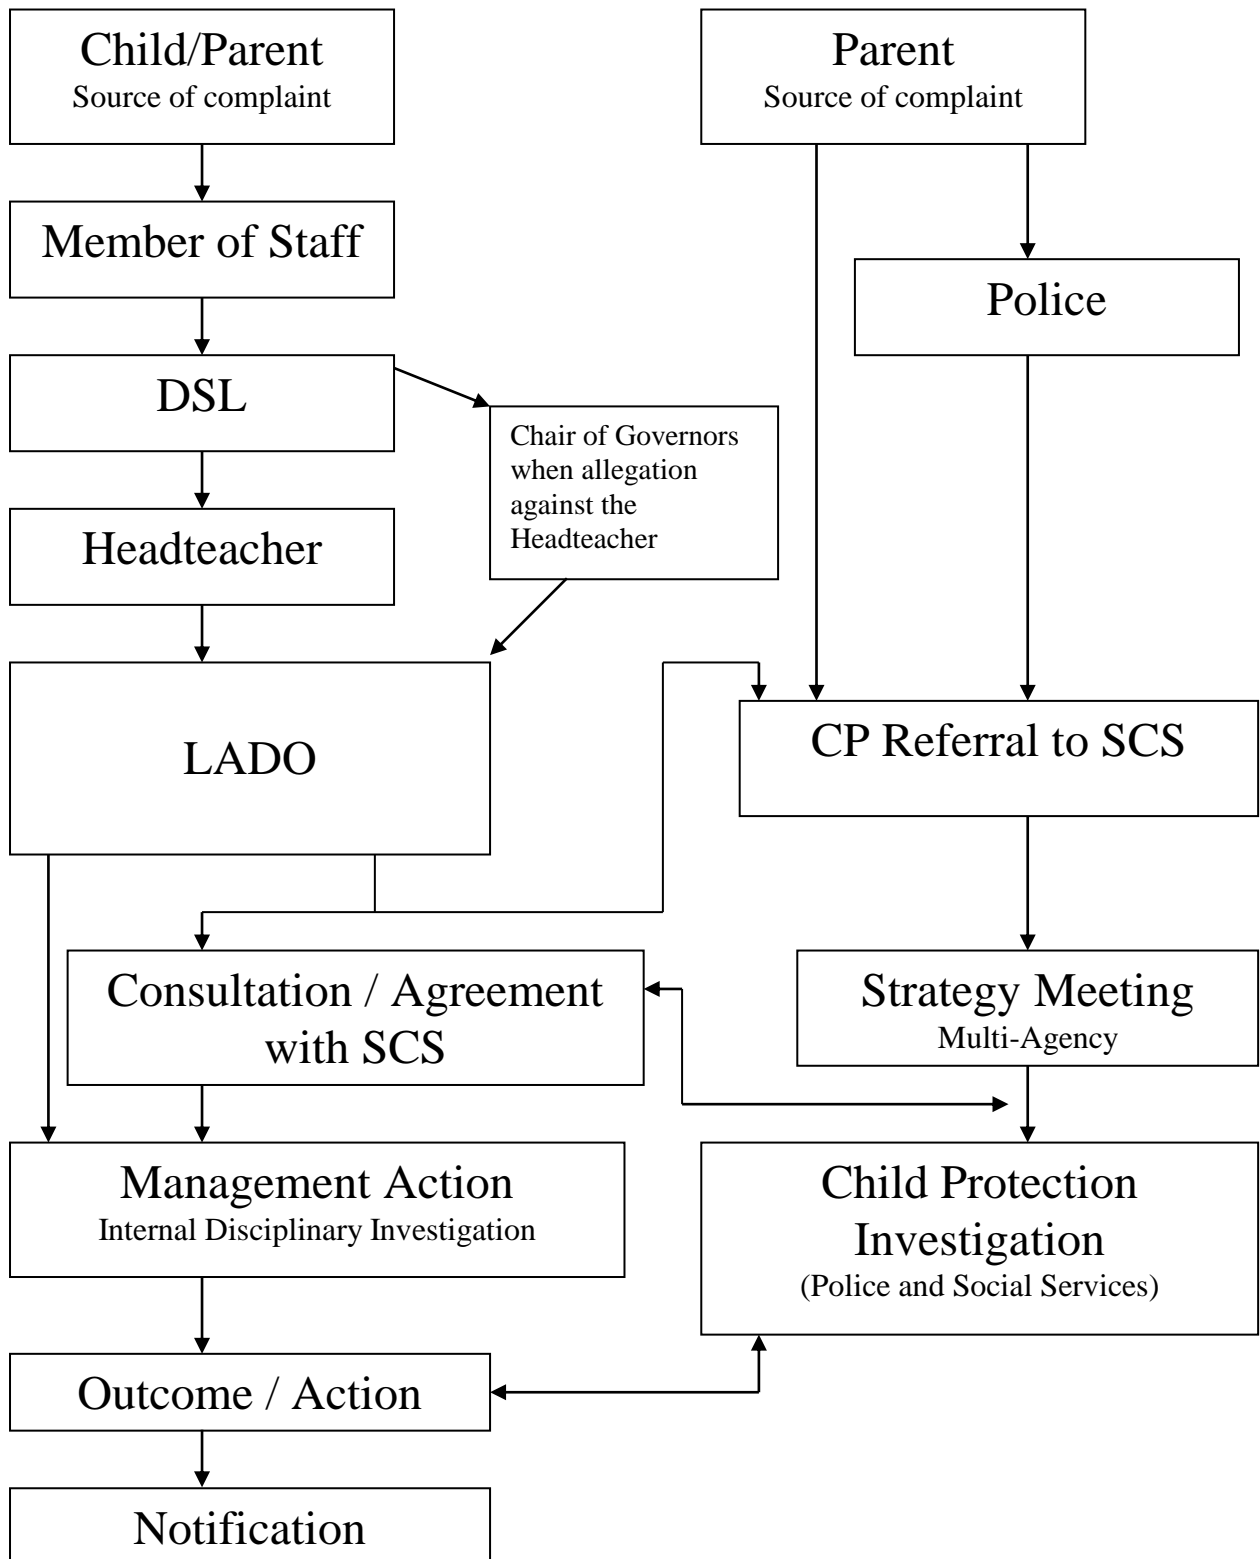 Child/Parent
Source of complaint
Parent
Source of complaint
Member of Staff
Police
DSL
Chair of Governors
when allegation
against the
Headteacher
Headteacher
LADO
CP Referral to SCS
Consultation / Agreement
with SCS
Strategy Meeting
Multi-Agency
Management Action
Internal Disciplinary Investigation
Child Protection
Investigation
(Police and Social Services)
Outcome / Action
Notification